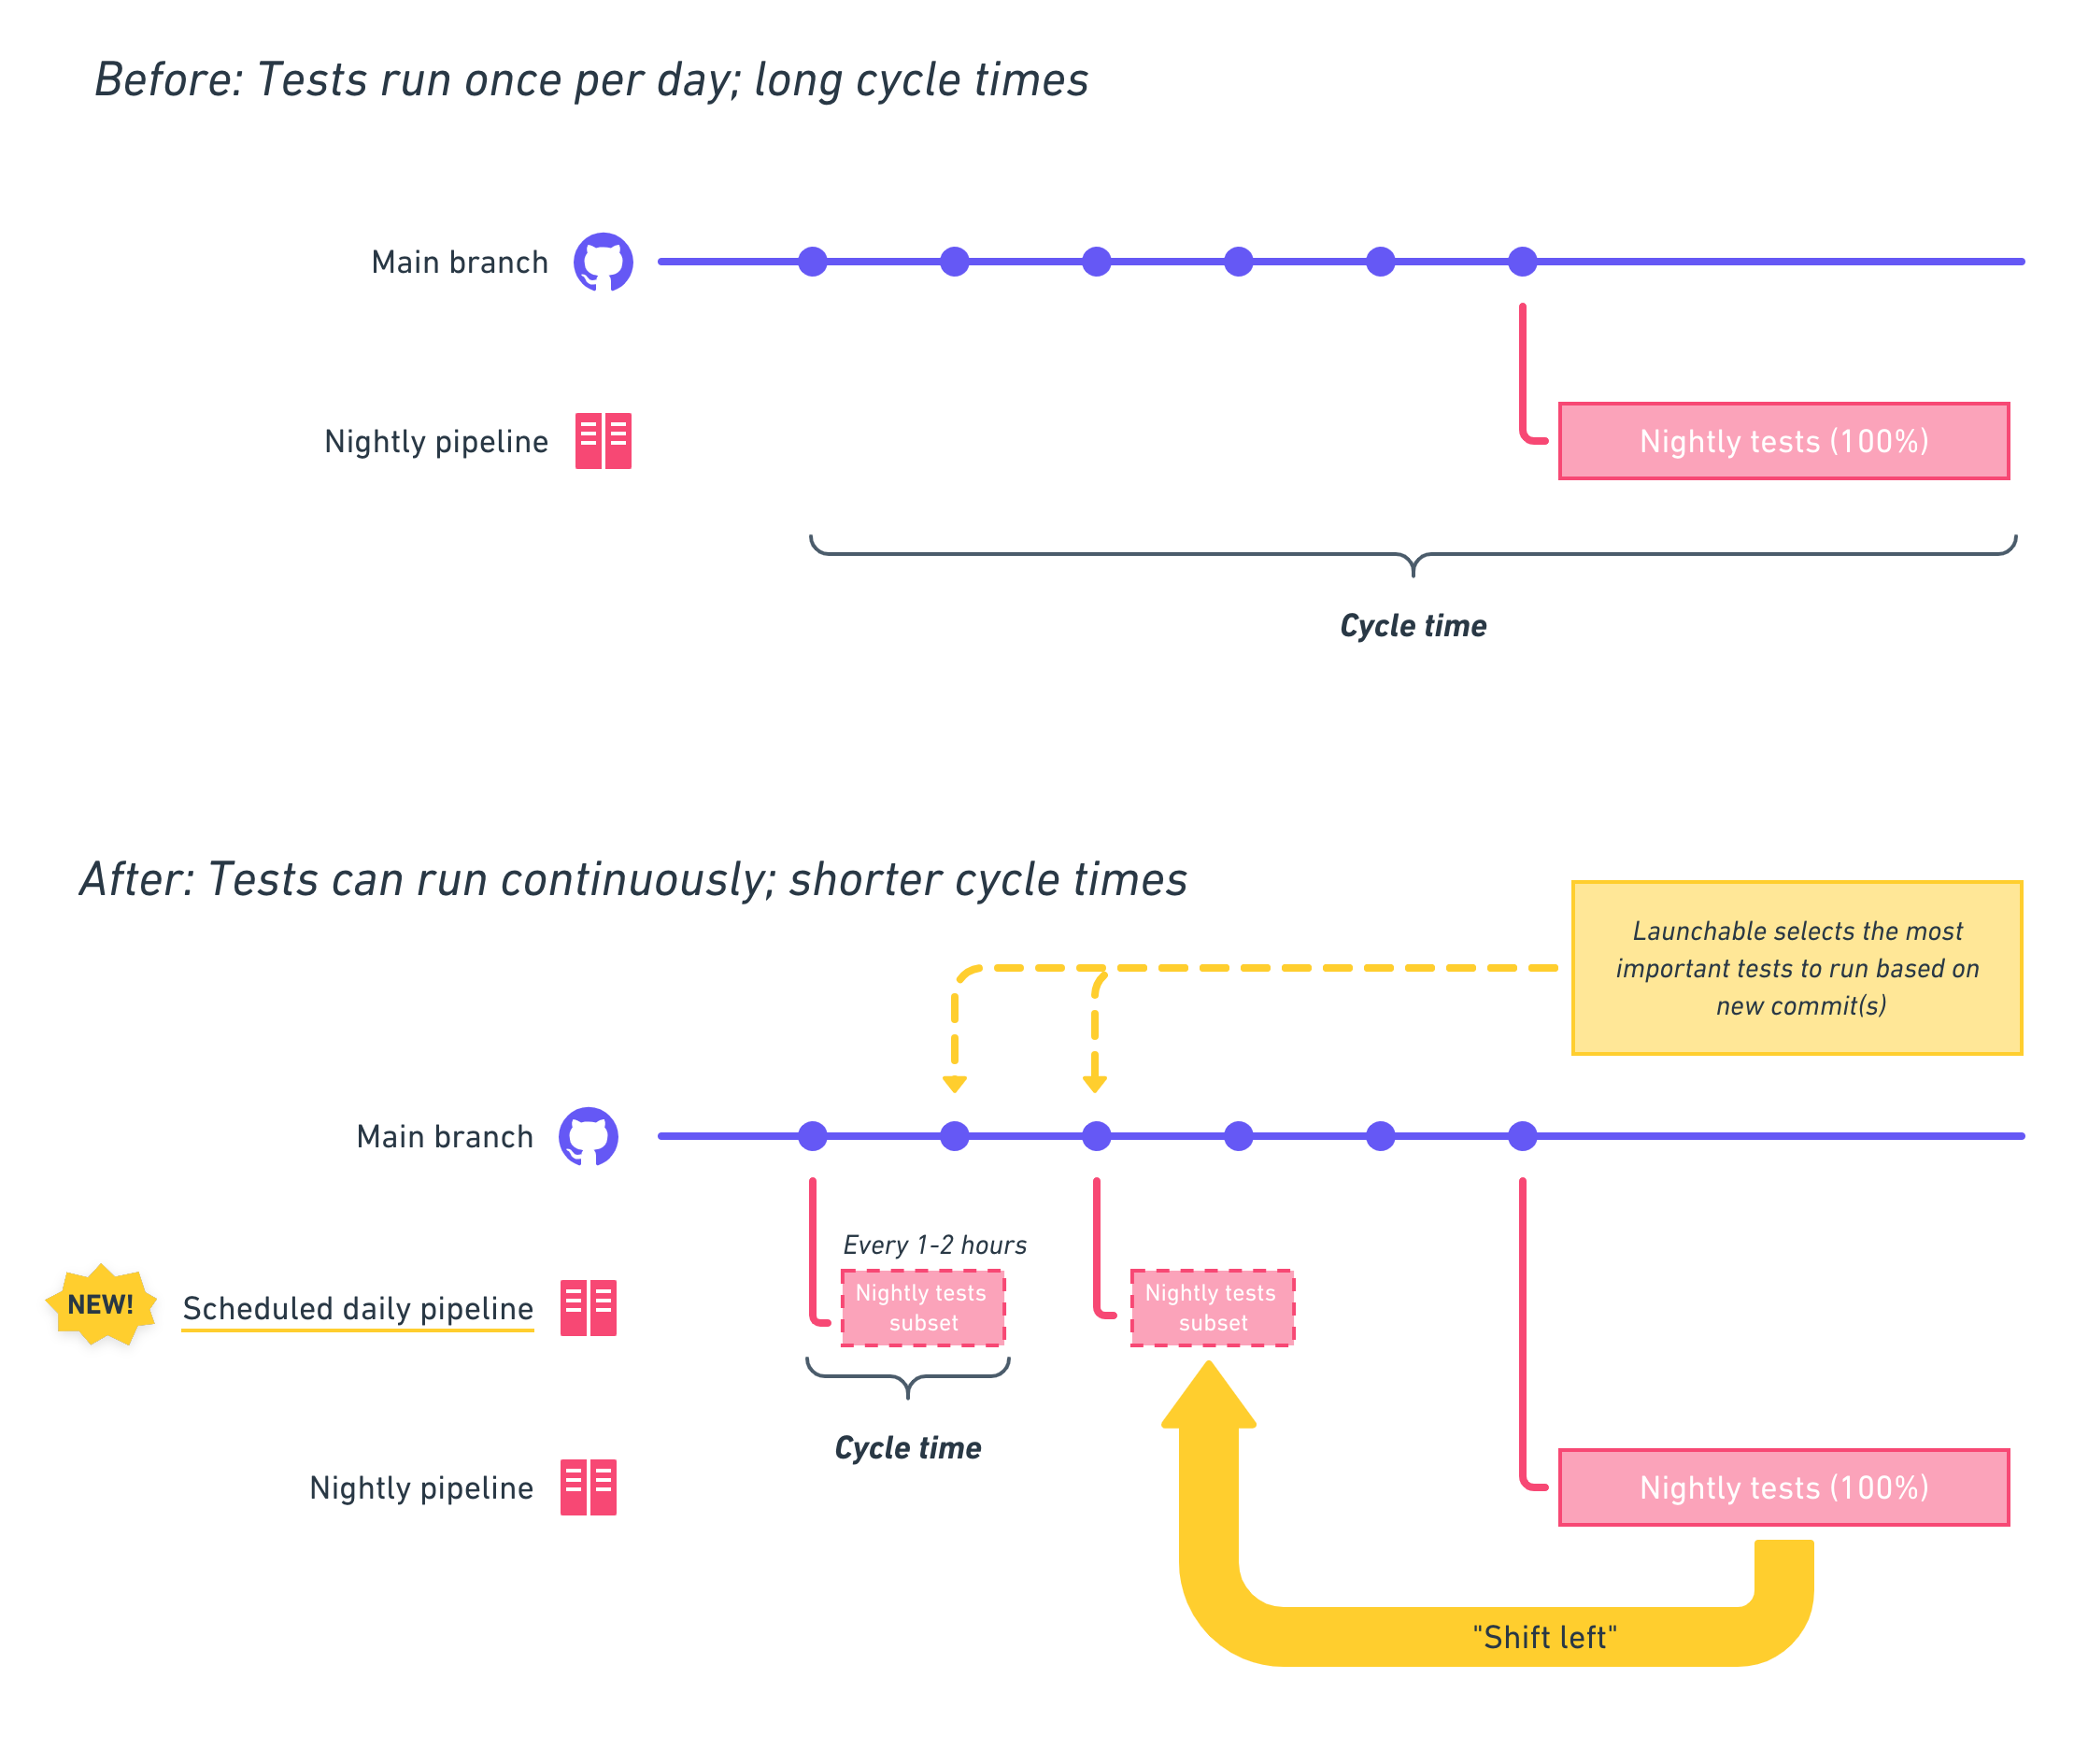 Before: Tests run once per day; long cycle times
Main branch
Nightly pipeline
Nightly tests (100%)
Cycle time
After: Tests can run continuously; shorter cycle times
Launchable selects the most
important tests to run based on
new commit(s)
Main branch
Every 1-2 hours
NEW!
Scheduled daily pipeline
Nightly tests
subset
Nightly tests
subset
Cycle time
Nightly pipeline
Nightly tests (100%)
"Shift left"